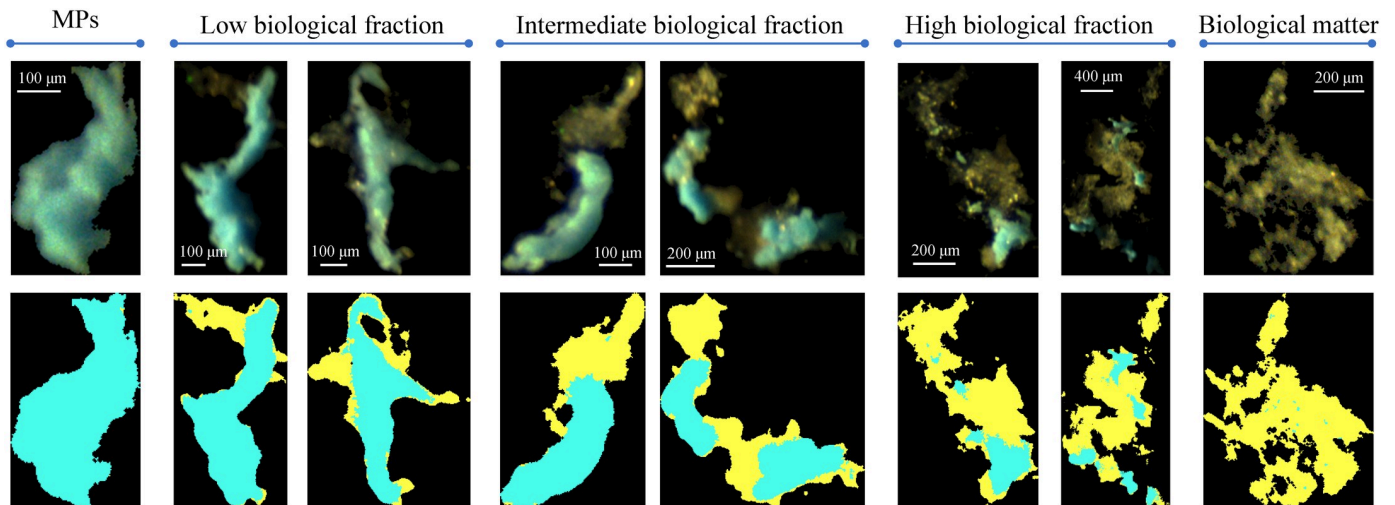 MPs
Low biological fraction
Intermediate biological fraction
High biological fraction
Biological matter
100 μm
100 μm
100 μm
100 μm
200 μm
200 μm
400 μm
200 μm